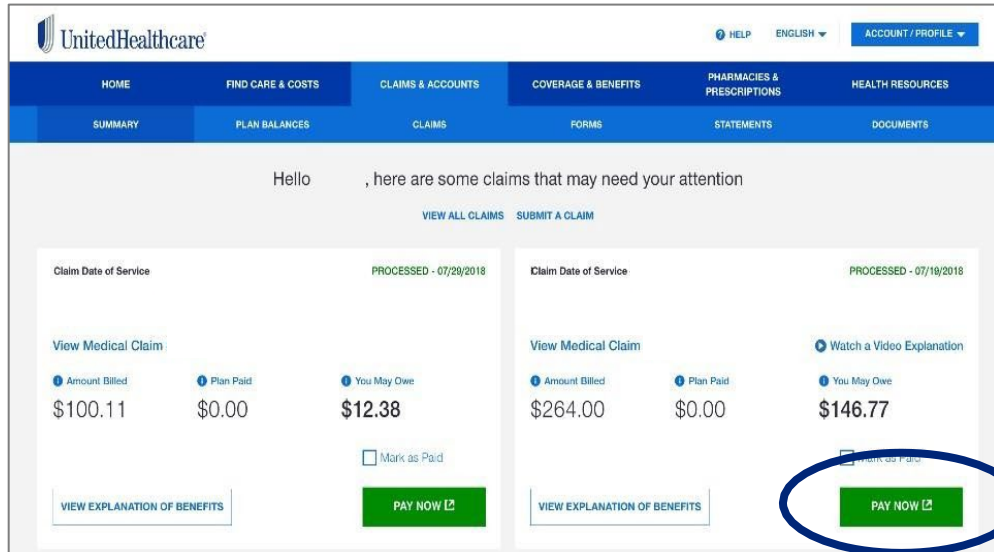 UnitedHealthcare
HELP ENGLISH ACCOUNT / PROFILE
HOME FIND CARE & COSTS CLAIMS & ACCOUNTS COVERAGE & BENEFITS PHARMACIES & PRESCRIPTIONS HEALTH RESOURCES
SUMMARY PLAN BALANCES CLAIMS FORMS STATEMENTS DOCUMENTS
Hello , here are some claims that may need your attention
VIEW ALL CLAIMS SUBMIT A CLAIM
Claim Date of Service PROCESSED - 07/29/2018
View Medical Claim
Amount Billed Plan Paid You May Owe
$100.11 $0.00 $12.38
Mark as Paid
VIEW EXPLANATION OF BENEFITS PAY NOW
Claim Date of Service PROCESSED - 07/19/2018
View Medical Claim Watch a Video Explanation
Amount Billed Plan Paid You May Owe
$264.00 $0.00 $146.77
Mark as Paid
VIEW EXPLANATION OF BENEFITS PAY NOW